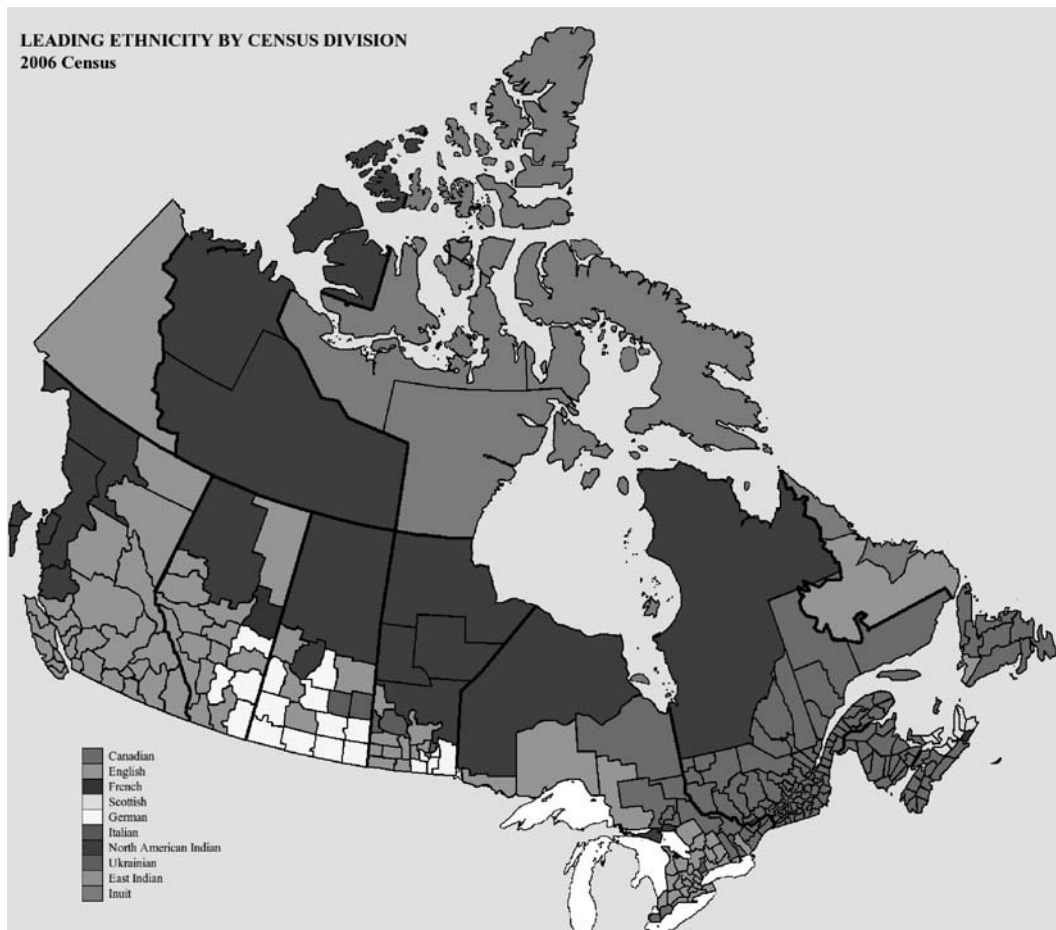 LEADING ETHNICITY BY CENSUS DIVISION
2006 Census
Canadian
English
French
Scottish
German
Italian
North American Indian
Ukrainian
East Indian
Inuit